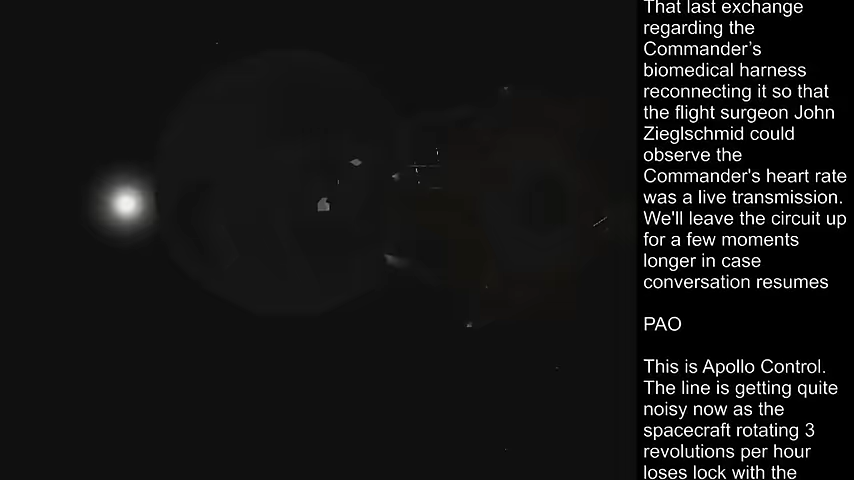 That last exchange
regarding the
Commander's
biomedical harness
reconnecting it so that
the flight surgeon John
Zieglschmid could
observe the
Commander's heart rate
was a live transmission.
We'll leave the circuit up
for a few moments
longer in case
conversation resumes
PAO
This is Apollo Control.
The line is getting quite
noisy now as the
spacecraft rotating 3
revolutions per hour
loses lock with the